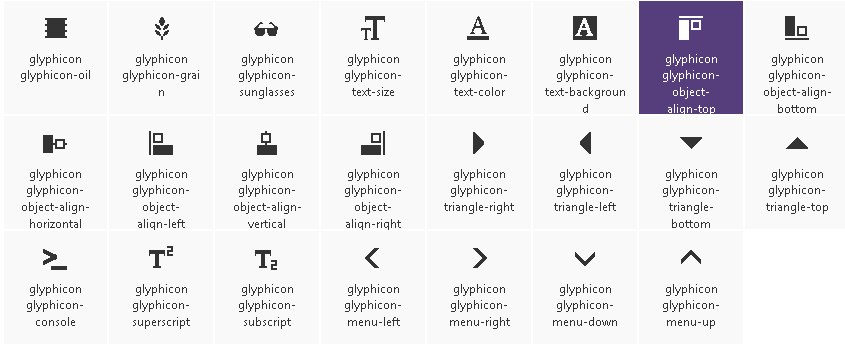 glyphicon
glyphicon-oil
glyphicon
glyphicon-grai
n
glyphicon
glyphicon-
sunglasses
glyphicon
glyphicon-
text-size
glyphicon
glyphicon-
text-color
glyphicon
glyphicon-
text-backgroun
d
glyphicon
glyphicon-
object-
align-top
glyphicon
glyphicon-
object-align-
bottom
glyphicon
glyphicon-
object-align-
horizontal
glyphicon
glyphicon-
object-
align-left
glyphicon
glyphicon-
object-align-
vertical
glyphicon
glyphicon-
object-
align-right
glyphicon
glyphicon-
triangle-right
glyphicon
glyphicon-
triangle-left
glyphicon
glyphicon-
triangle-
bottom
glyphicon
glyphicon-
triangle-top
glyphicon
glyphicon-
console
glyphicon
glyphicon-
superscript
glyphicon
glyphicon-
subscript
glyphicon
glyphicon-
menu-left
glyphicon
glyphicon-
menu-right
glyphicon
glyphicon-
menu-down
glyphicon
glyphicon-
menu-up